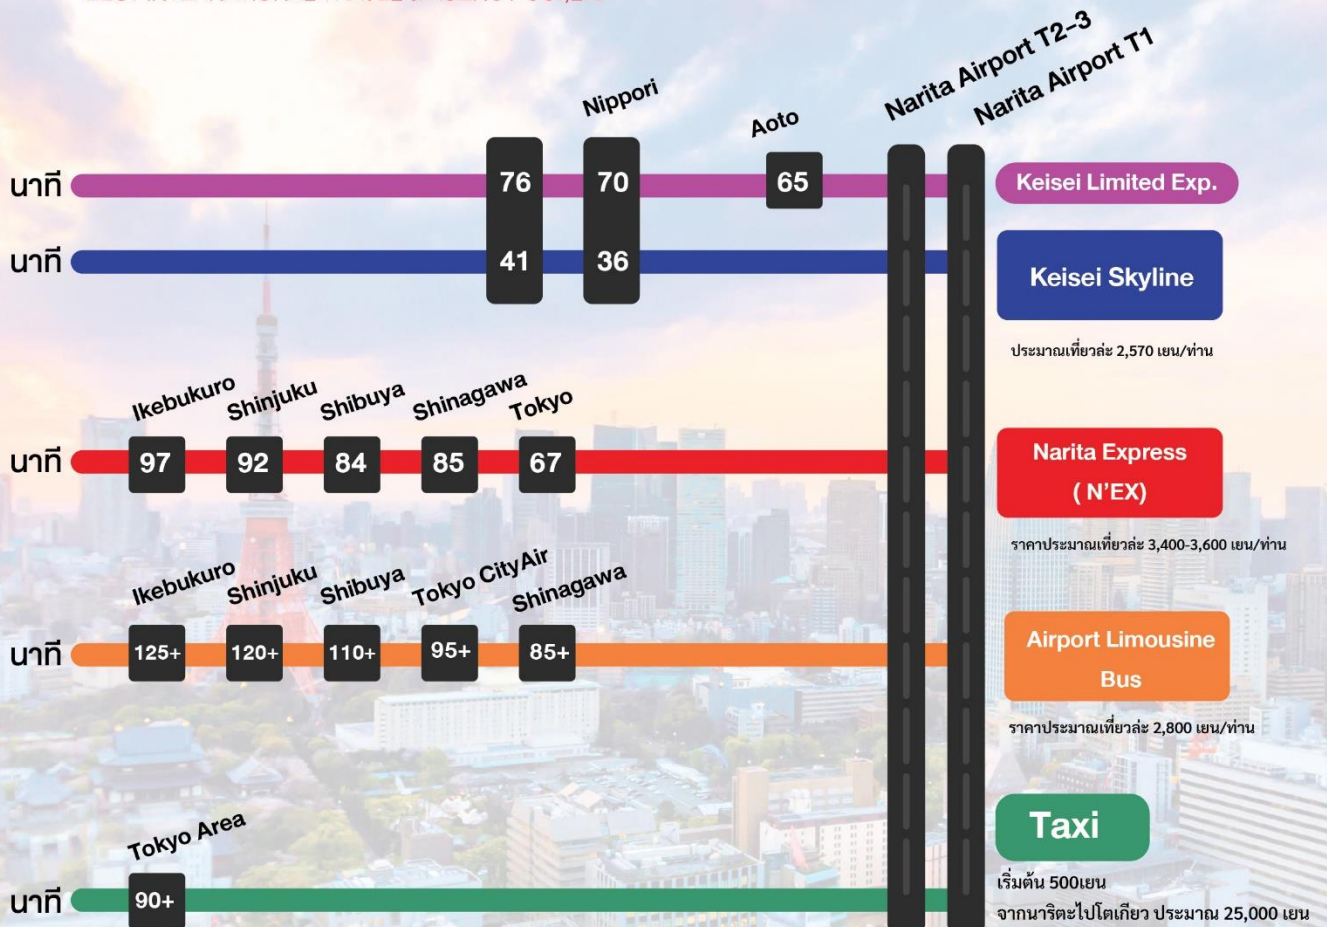 Narita Airport T2-3
Narita Airport T1
Nippori
Aoto
นาที
76
70
65
Keisei Limited Exp.
นาที
41
36
Keisei Skyline
ประมาณเที่ยวล่ะ 2,570 เยน/ท่าน
Ikebukuro
Shinjuku
Shibuya
Shinagawa
Tokyo
นาที
97
92
84
85
67
Narita Express
( N'EX)
ราคาประมาณเที่ยวล่ะ 3,400-3,600 เยน/ท่าน
Ikebukuro
Shinjuku
Shibuya
Tokyo CityAir
Shinagawa
นาที
125+
120+
110+
95+
85+
Airport Limousine
Bus
ราคาประมาณเที่ยวล่ะ 2,800 เยน/ท่าน
Tokyo Area
นาที
90+
Taxi
เริ่มต้น 500เยน
จากนาริตะไปโตเกียว ประมาณ 25,000 เยน